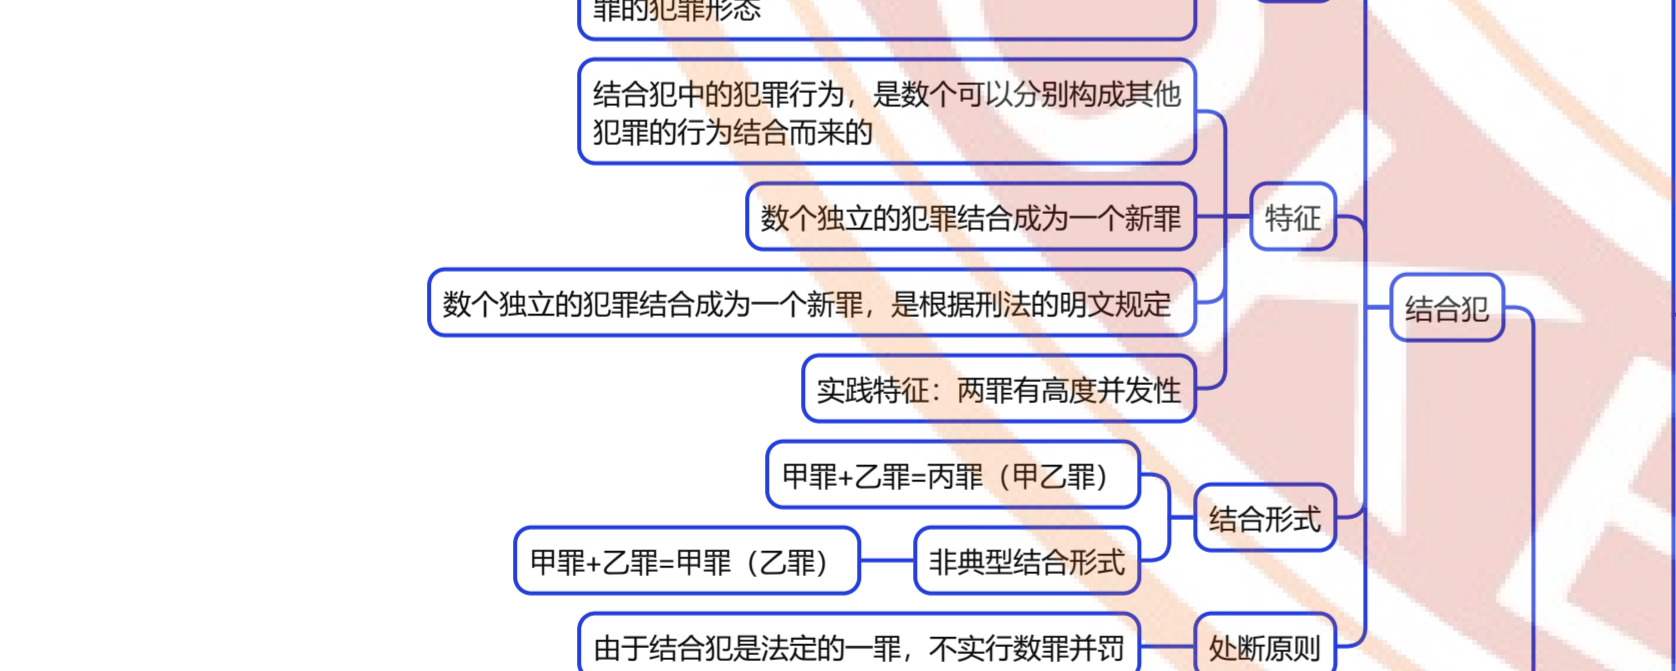 罪的犯罪形态
结合犯中的犯罪行为，是数个可以分别构成其他
犯罪的行为结合而来的
数个独立的犯罪结合成为一个新罪
特征
数个独立的犯罪结合成为一个新罪，是根据刑法的明文规定
结合犯
实践特征：两罪有高度并发性
甲罪+乙罪=丙罪（甲乙罪）
结合形式
甲罪+乙罪=甲罪（乙罪）
非典型结合形式
由于结合犯是法定的一罪，不实行数罪并罚
处断原则